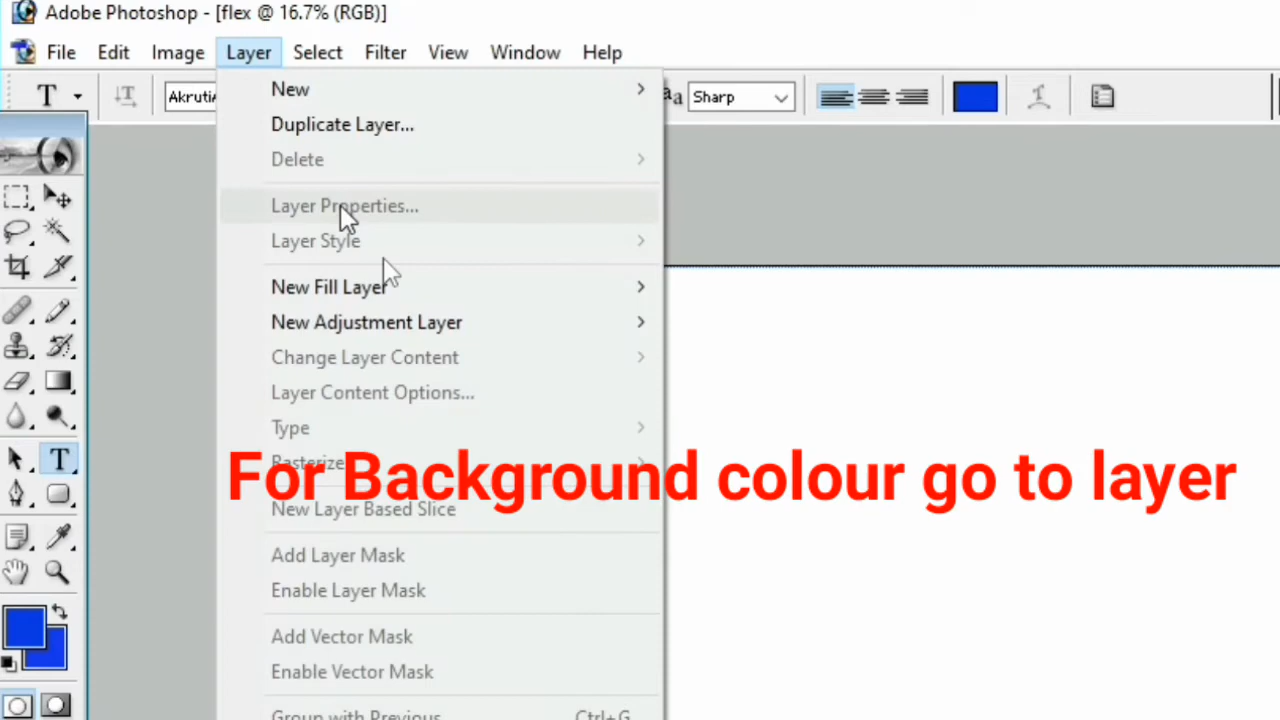 Adobe Photoshop - [flex @ 16.7% (RGB)]
File Edit Image Layer Select Filter View Window Help
T Akruti Sharp
New
Duplicate Layer...
Delete
Layer Properties...
Layer Style
New Fill Layer
New Adjustment Layer
Change Layer Content
Layer Content Options...
Type
Rasterize
For Background colour go to layer
New Layer Based Slice
Add Layer Mask
Enable Layer Mask
Add Vector Mask
Enable Vector Mask
Group with Previous Ctrl+G